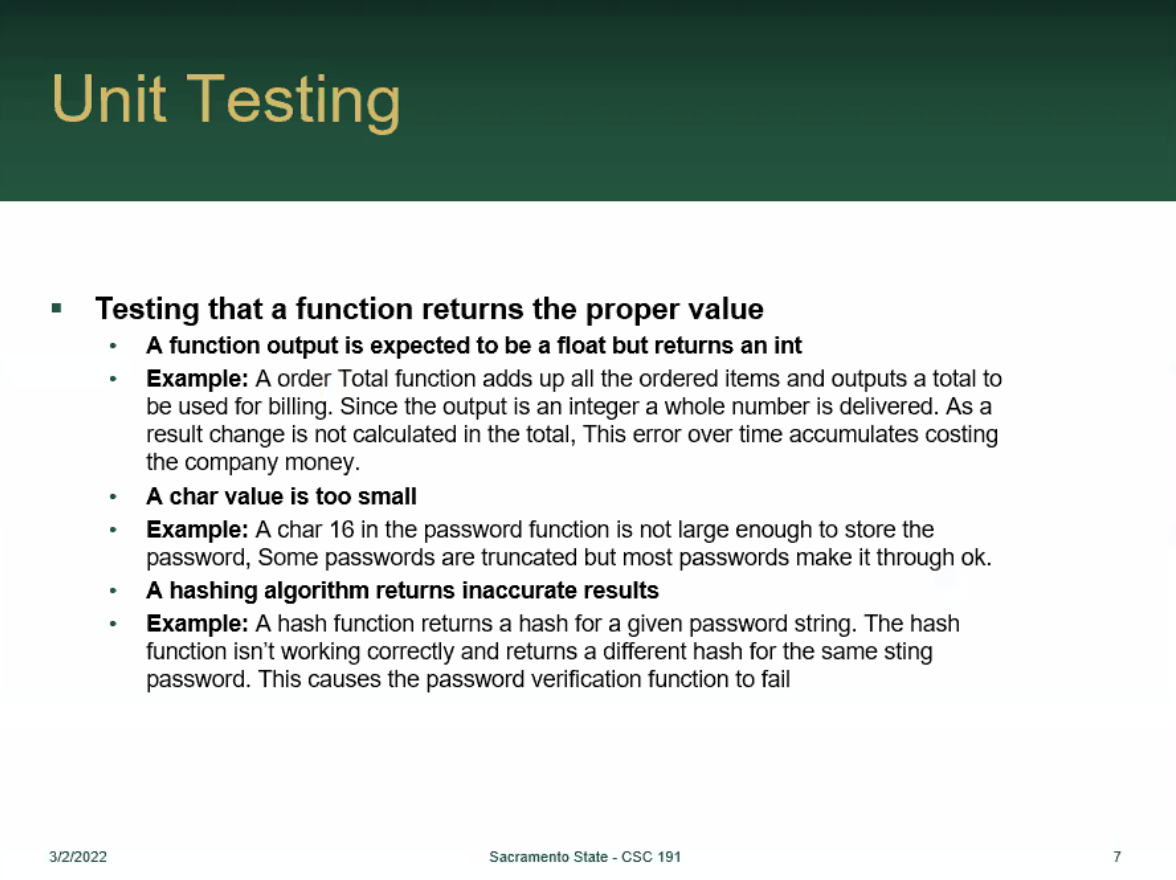 Unit Testing
Testing that a function returns the proper value
A function output is expected to be a float but returns an int
Example: A order Total function adds up all the ordered items and outputs a total to
be used for billing. Since the output is an integer a whole number is delivered. As a
result change is not calculated in the total, This error over time accumulates costing
the company money.
A char value is too small
Example: A char 16 in the password function is not large enough to store the
password, Some passwords are truncated but most passwords make it through ok.
A hashing algorithm returns inaccurate results
Example: A hash function returns a hash for a given password string. The hash
function isn’t working correctly and returns a different hash for the same sting
password. This causes the password verification function to fail
3/2/2022
Sacramento State - CSC 191
7